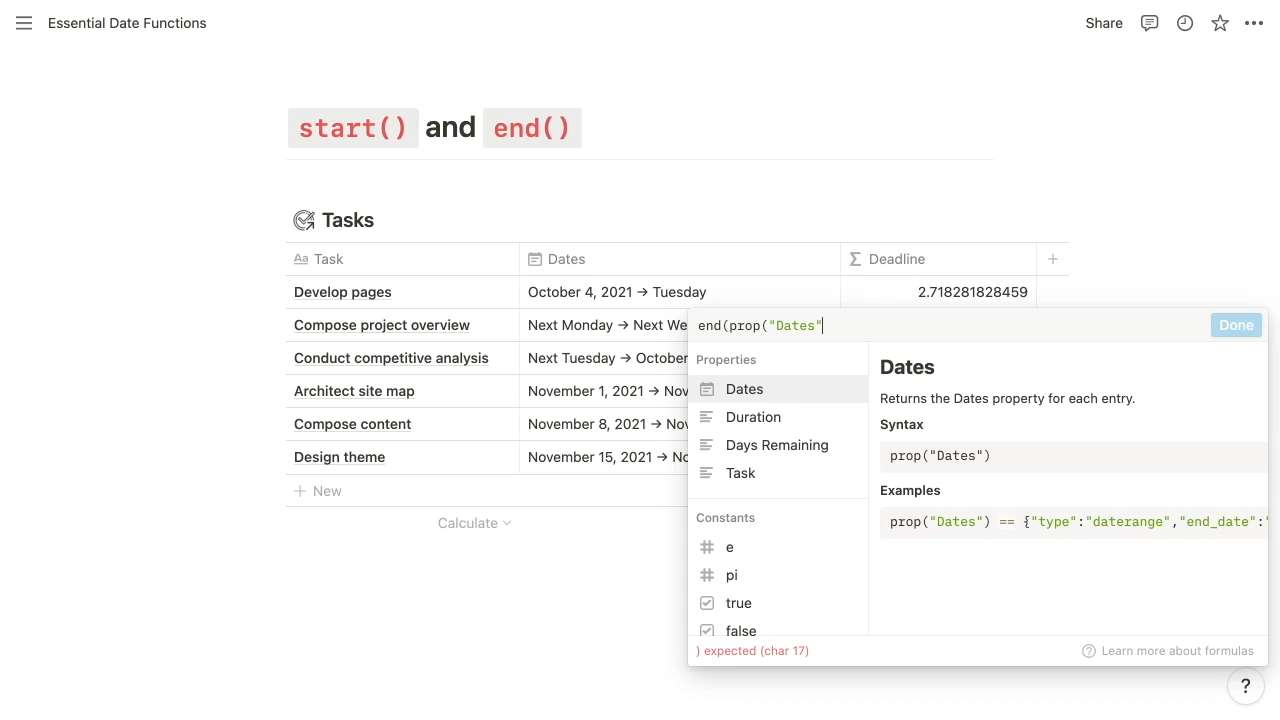 Essential Date Functions
Share
start() and end()
Tasks
Aa Task
Dates
Σ Deadline
Develop pages
October 4, 2021 → Tuesday
2.718281828459
Compose project overview
Next Monday → Next We
Conduct competitive analysis
Next Tuesday → October
Architect site map
November 1, 2021 → Nov
Compose content
November 8, 2021 → Nov
Design theme
November 15, 2021 → No
+ New
Calculate
end(prop("Dates"
Done
Properties
Dates
Duration
Days Remaining
Task
Constants
e
pi
true
false
Dates
Returns the Dates property for each entry.
Syntax
prop("Dates")
Examples
prop("Dates") == {"type":"daterange","end_date":"
) expected (char 17)
Learn more about formulas
?